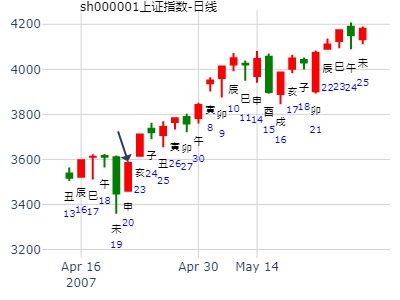 sh000001上证指数-日线
4200
4000
3800
3600
3400
3200
丑 辰 巳 午 未 申 亥 子 丑 寅 卯 午 寅 卯 辰 巳 申 酉 戌 亥 子 卯 辰 巳 午 未
13 16 17 18 19 20 23 24 25 26 27 30 8 9 10 11 14 15 16 17 18 21 22 23 24 25
Apr 16 Apr 30 May 14
2007